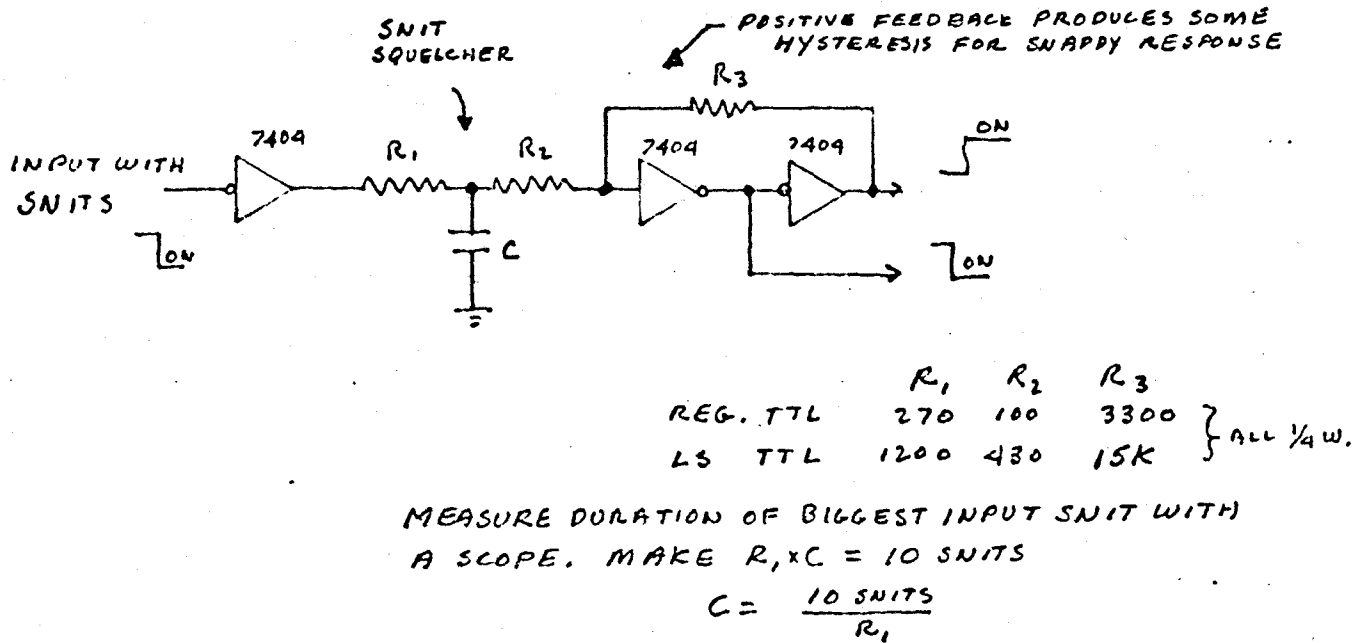 SNIT
SQUELCHER
POSITIVE FEEDBACK PRODUCES SOME
HYSTERESIS FOR SNAPPY RESPONSE
R3
INPUT WITH
SNITS
7404
R1
R2
7404
7404
ON
ON
C
ON
R1 R2 R3
REG. TTL 270 100 3300
LS TTL 1200 430 15K
ALL 1/4 W.
MEASURE DURATION OF BIGGEST INPUT SNIT WITH
A SCOPE. MAKE R1 x C = 10 SNITS
C = 10 SNITS
R1